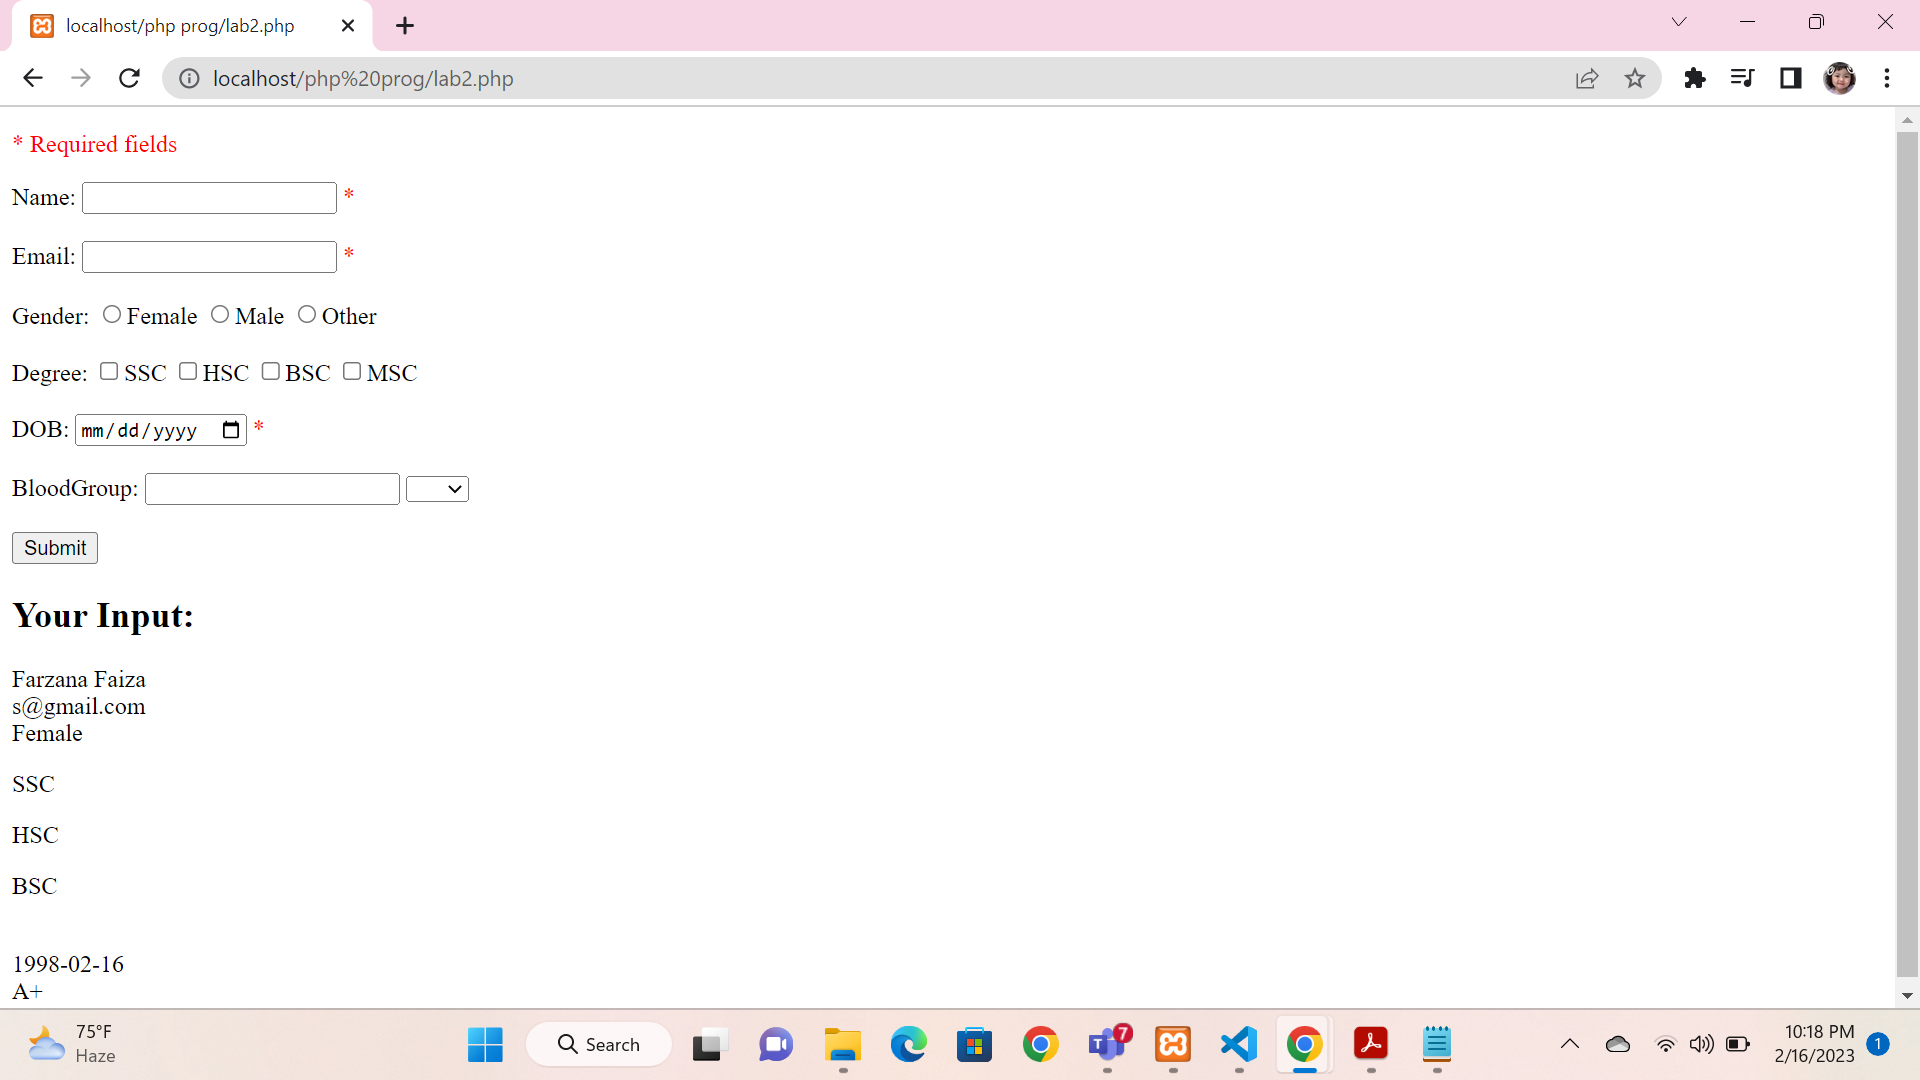 localhost/php prog/lab2.php
localhost/php%20prog/lab2.php
* Required fields
Name: *
Email: *
Gender: Female Male Other
Degree: SSC HSC BSC MSC
DOB: mm/dd/yyyy *
BloodGroup:
Submit
Your Input:
Farzana Faiza
s@gmail.com
Female
SSC
HSC
BSC
1998-02-16
A+
75°F
Haze
Search
T
7
10:18 PM
2/16/2023
1